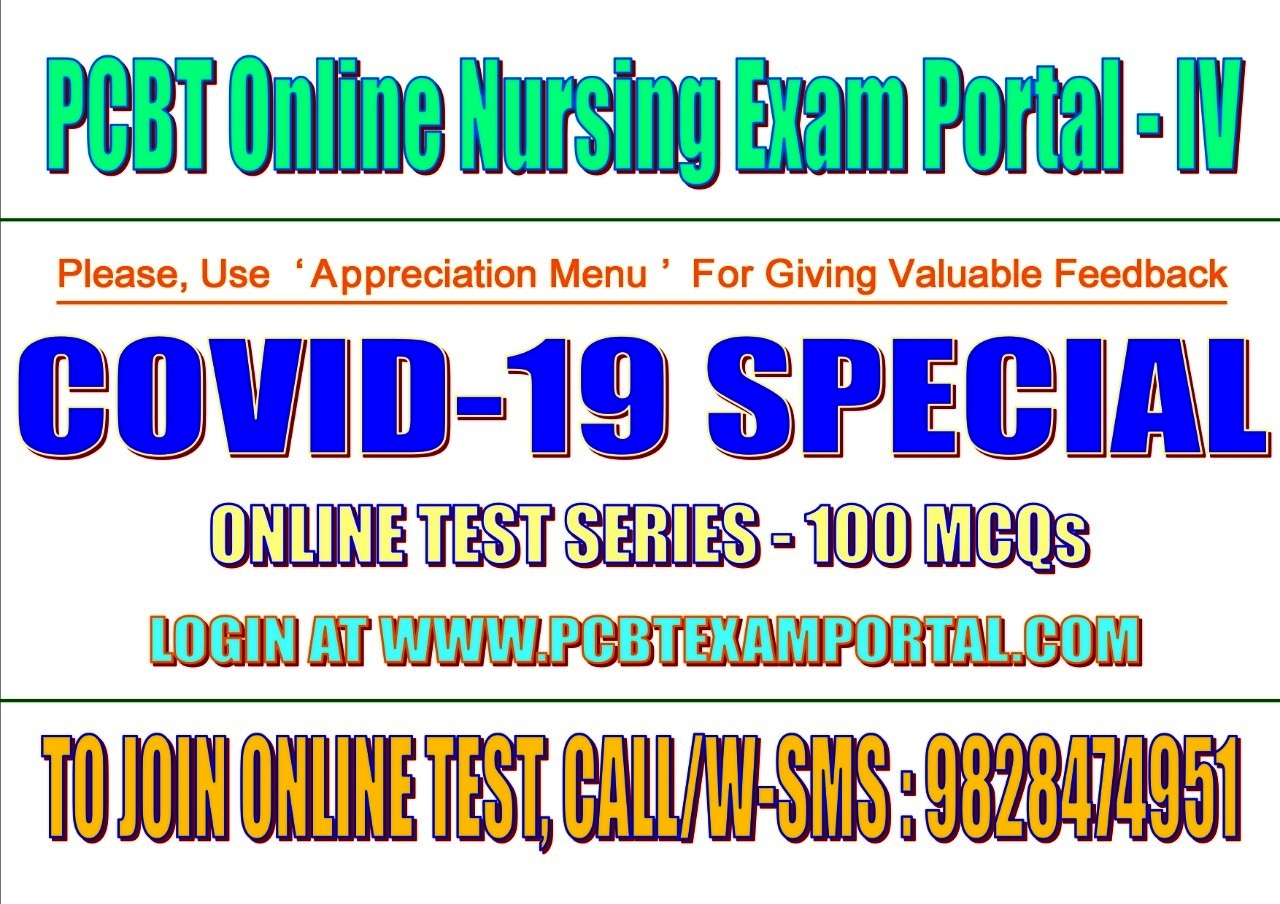 PCBT Online Nursing Exam Portal - IV
Please, Use ‘Appreciation Menu’ For Giving Valuable Feedback
COVID-19 SPECIAL
ONLINE TEST SERIES - 100 MCQs
LOGIN AT WWW.PCBTEXAMPORTAL.COM
TO JOIN ONLINE TEST, CALL/W-SMS : 9828474951